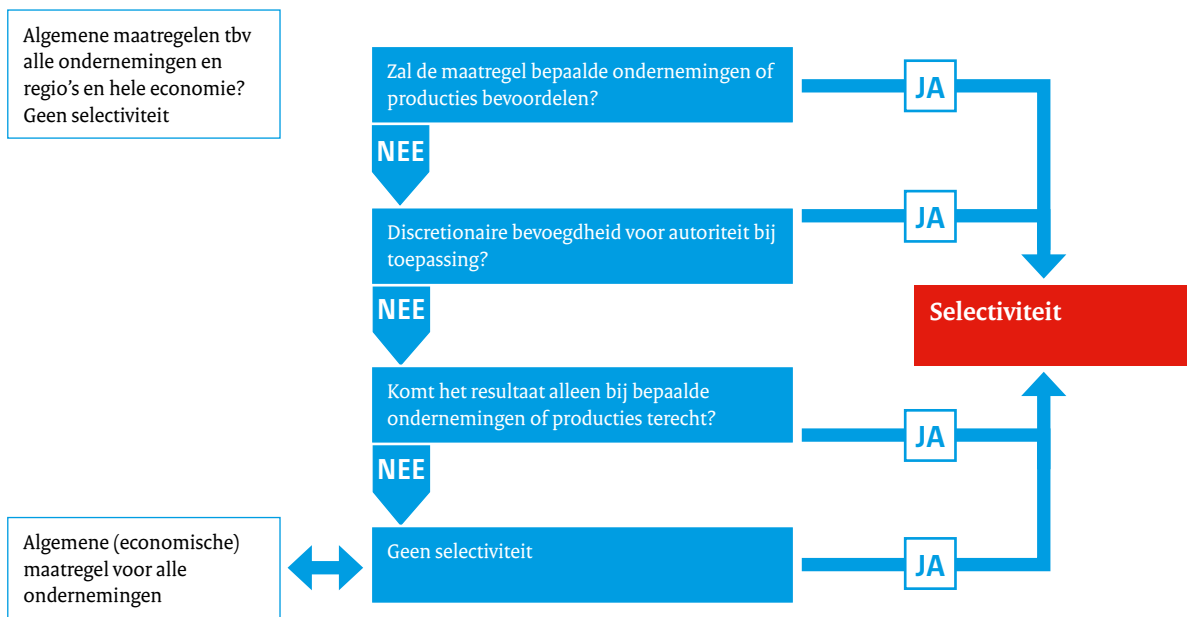 Algemene maatregelen tbv
alle ondernemingen en
regio's en hele economie?
Geen selectiviteit
Zal de maatregel bepaalde ondernemingen of
producties bevoordelen?
JA
NEE
Discretionaire bevoegdheid voor autoriteit bij
toepassing?
JA
NEE
Selectiviteit
Komt het resultaat alleen bij bepaalde
ondernemingen of producties terecht?
JA
NEE
Algemene (economische)
maatregel voor alle
ondernemingen
Geen selectiviteit
JA